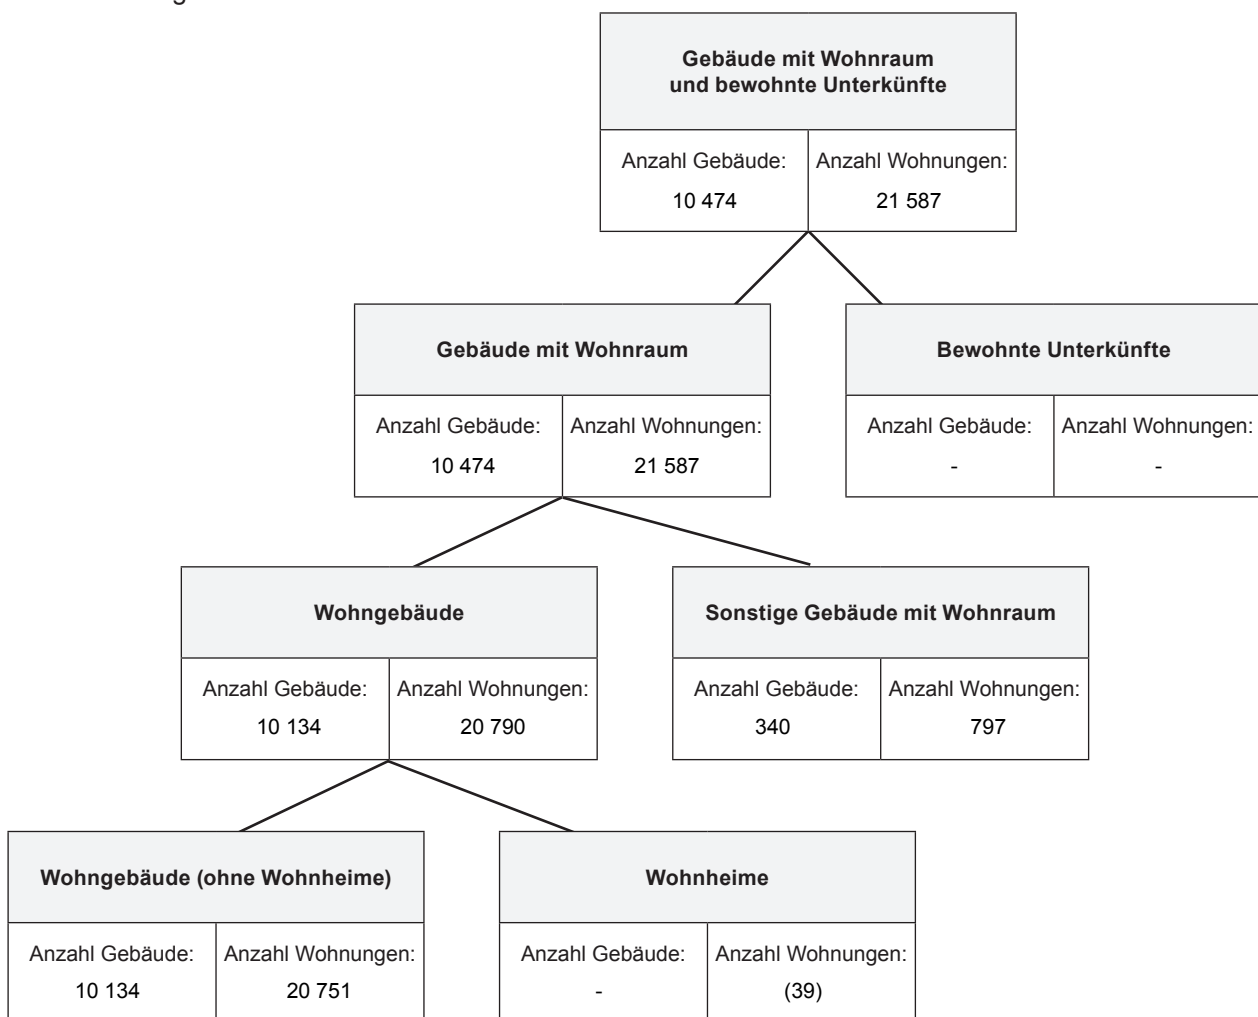 Gebäude mit Wohnraum
und bewohnte Unterkünfte
Anzahl Gebäude: Anzahl Wohnungen:
10 474 21 587
Gebäude mit Wohnraum Bewohnte Unterkünfte
Anzahl Gebäude: Anzahl Wohnungen: Anzahl Gebäude: Anzahl Wohnungen:
10 474 21 587 - -
Wohngebäude Sonstige Gebäude mit Wohnraum
Anzahl Gebäude: Anzahl Wohnungen: Anzahl Gebäude: Anzahl Wohnungen:
10 134 20 790 340 797
Wohngebäude (ohne Wohnheime) Wohnheime
Anzahl Gebäude: Anzahl Wohnungen: Anzahl Gebäude: Anzahl Wohnungen:
10 134 20 751 - (39)